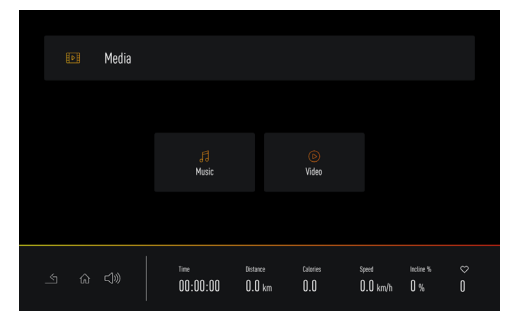 Media
Music
Video
Time
Distance
Calories
Speed
Incline %
00:00:00
0.0 km
0.0
0.0 km/h
0 %
0